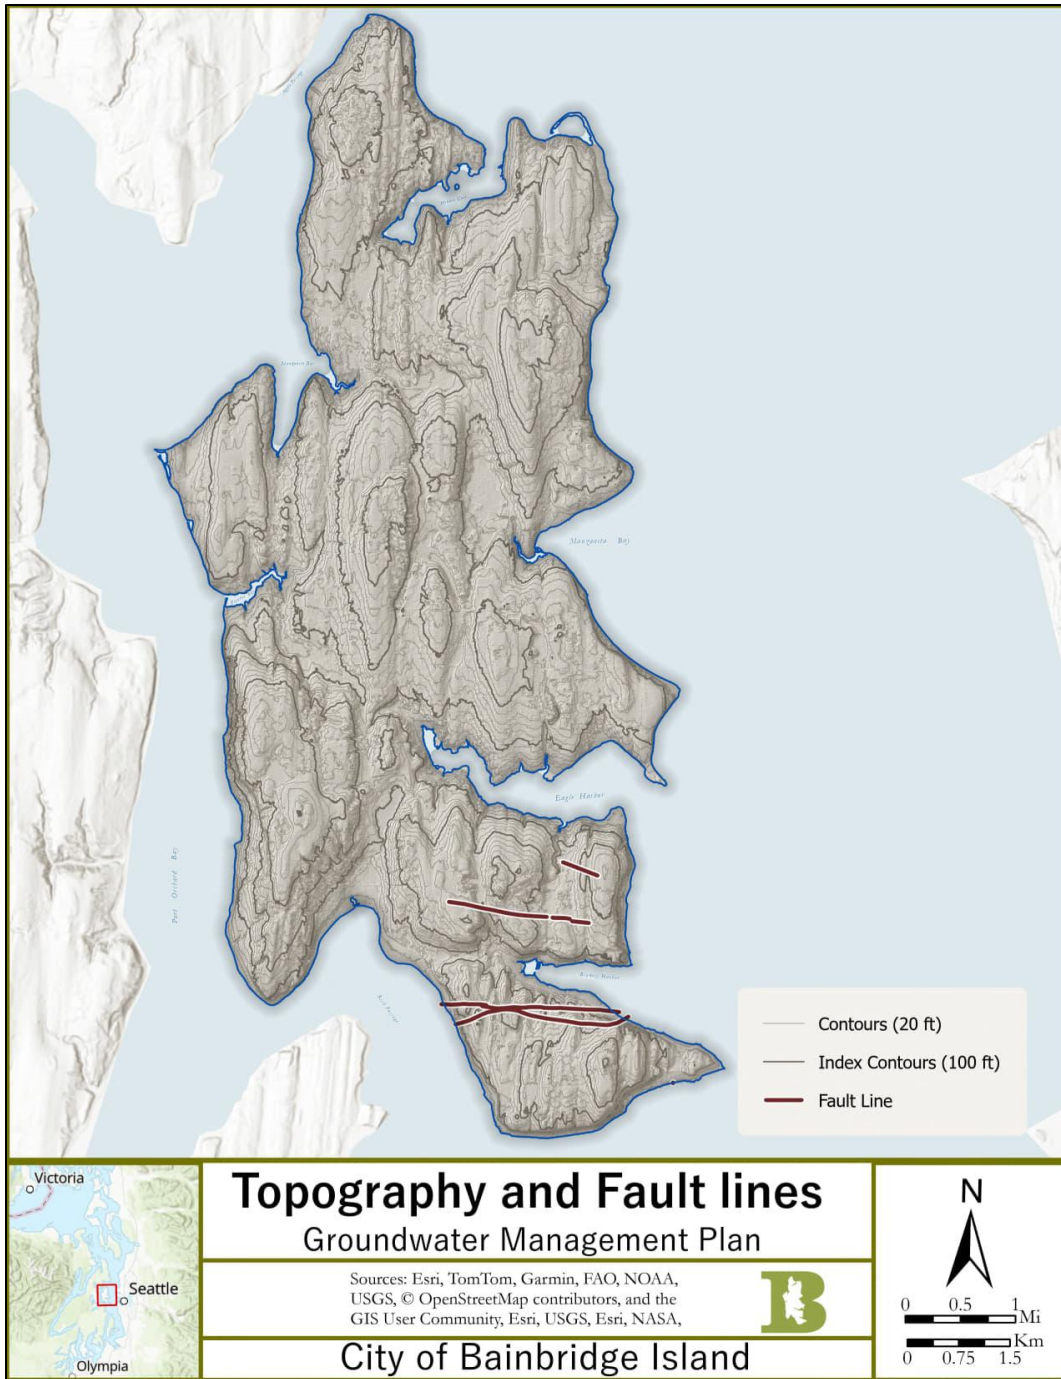 Manzanita Bay
Eagle Harbor
Port Orchard Bay
Contours (20 ft)
Index Contours (100 ft)
Fault Line
Victoria
Seattle
Olympia
Topography and Fault lines
Groundwater Management Plan
Sources: Esri, TomTom, Garmin, FAO, NOAA,
USGS, © OpenStreetMap contributors, and the
GIS User Community, Esri, USGS, Esri, NASA,
B
City of Bainbridge Island
N
0 0.5 1
Mi
Km
0 0.75 1.5